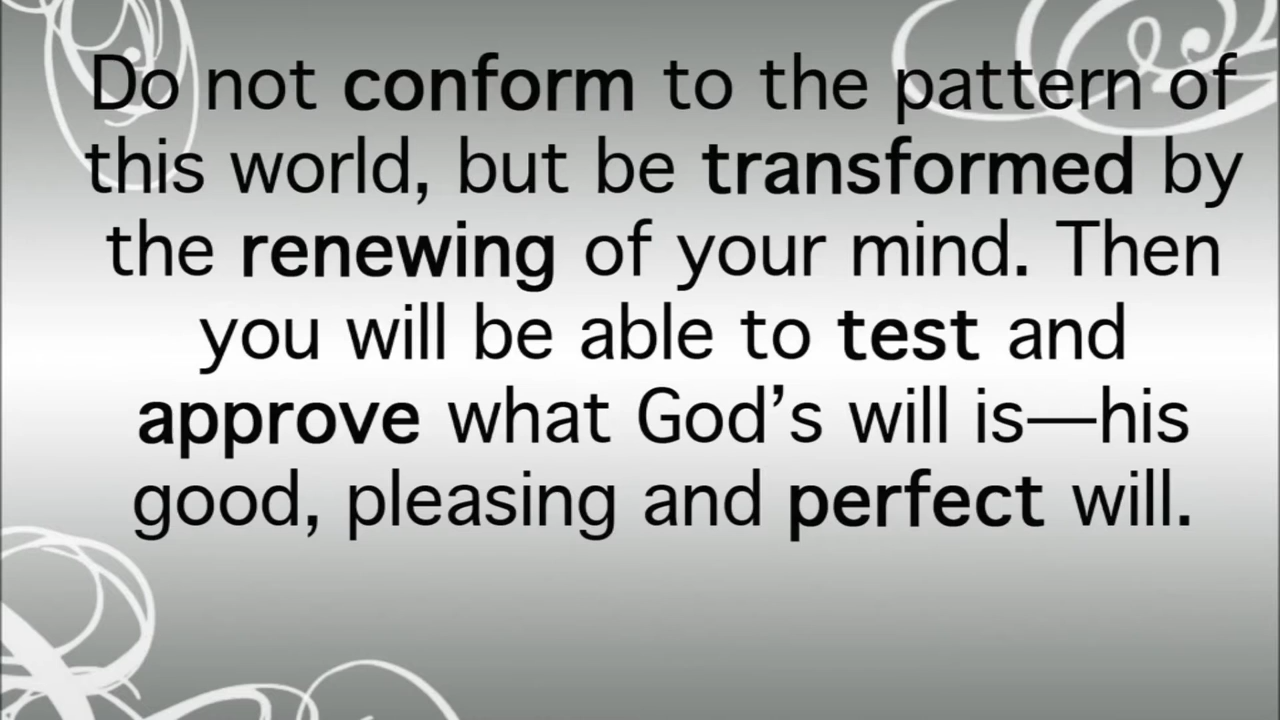 Do not conform to the pattern of
this world, but be transformed by
the renewing of your mind. Then
you will be able to test and
approve what God’s will is—his
good, pleasing and perfect will.